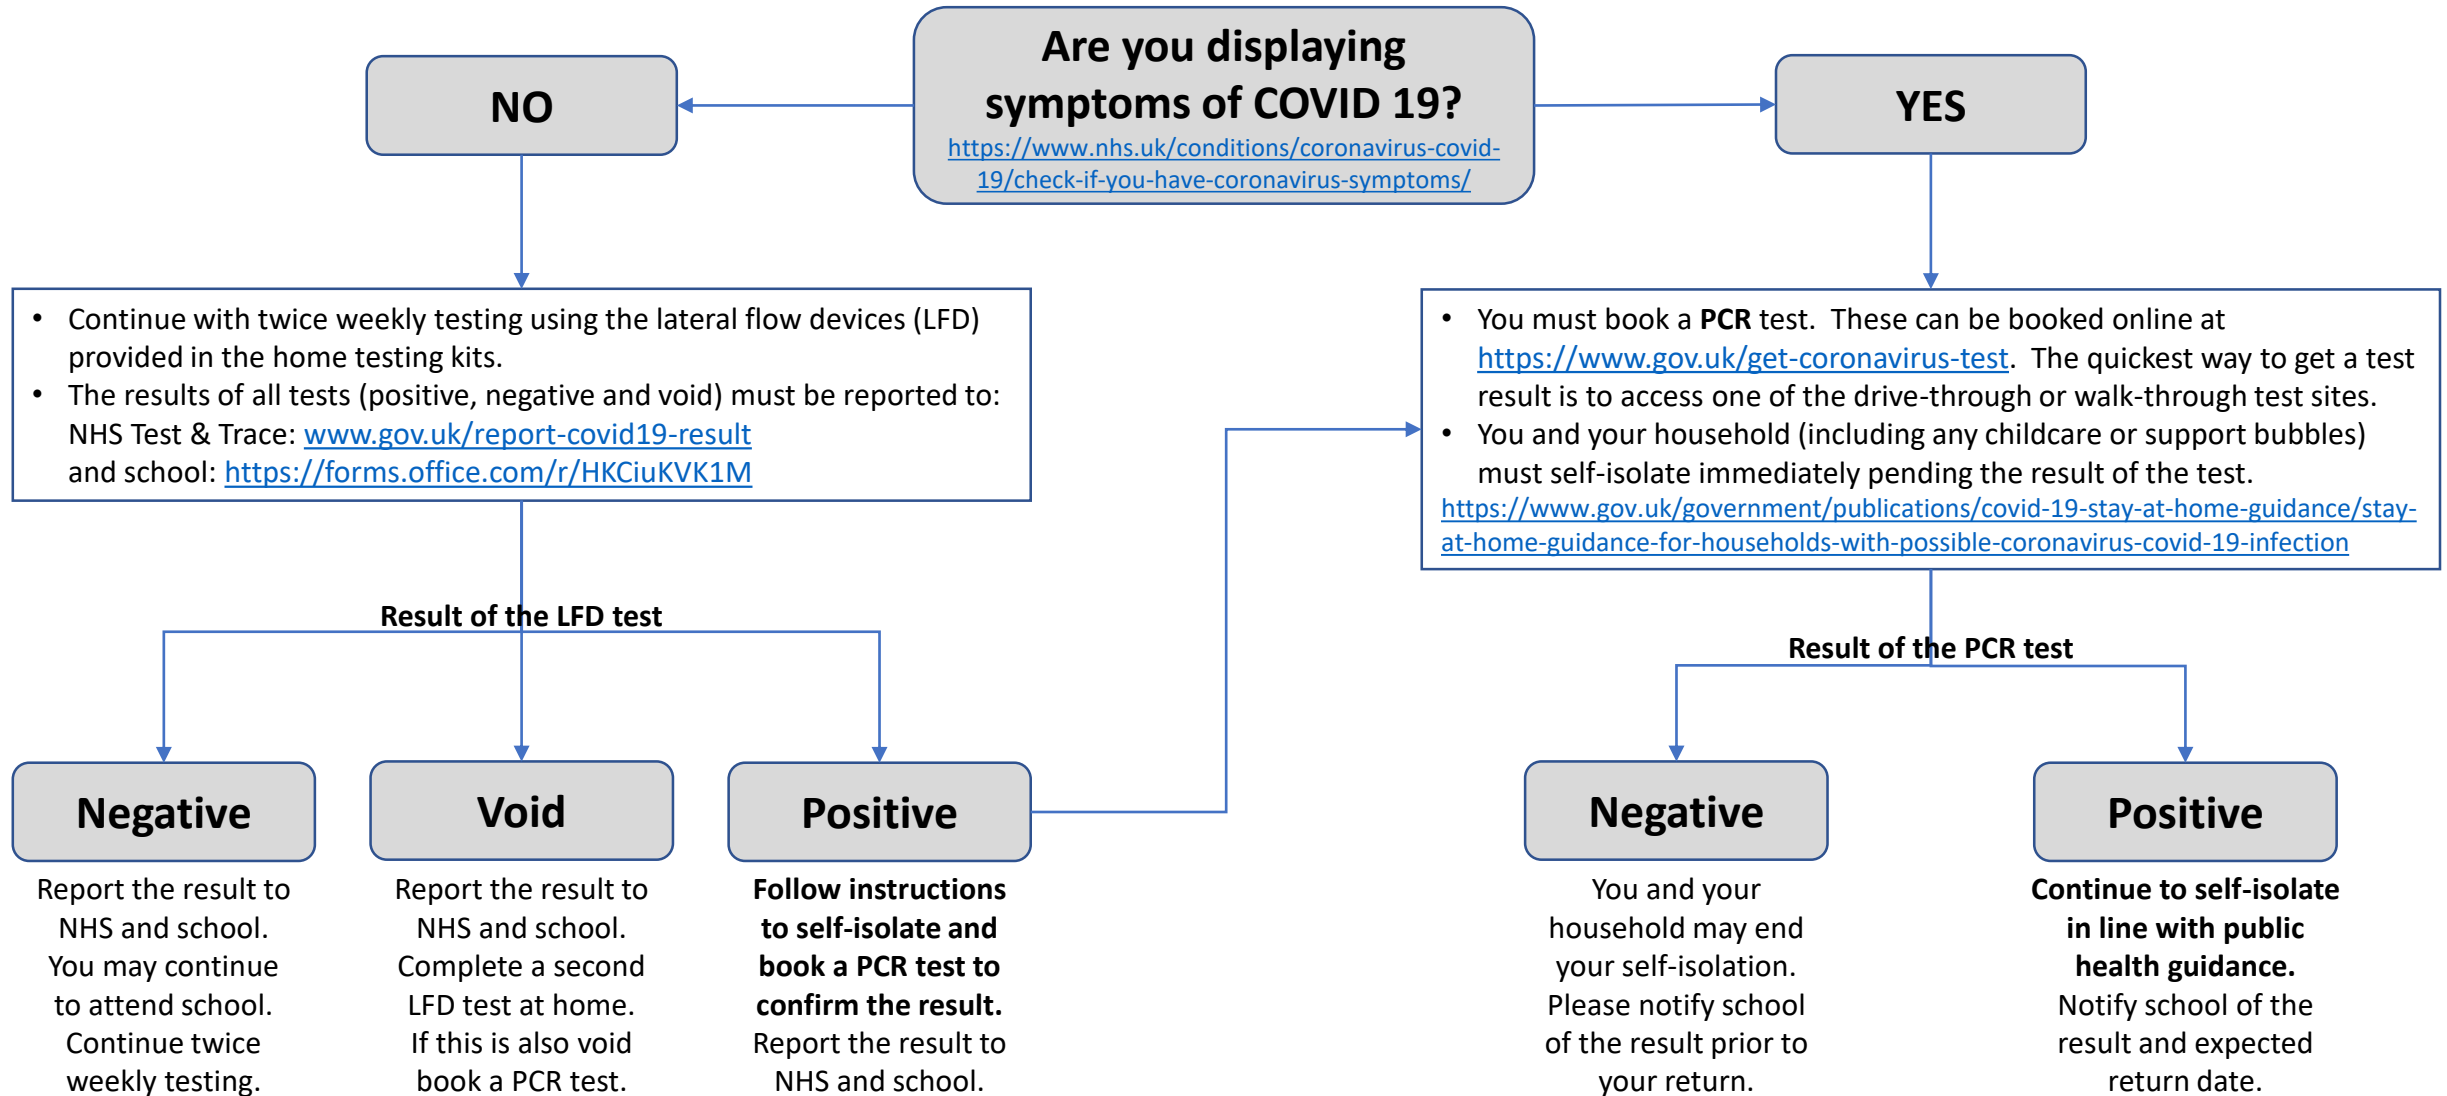 Are you displaying
symptoms of COVID 19?
https://www.nhs.uk/conditions/coronavirus-covid-
19/check-if-you-have-coronavirus-symptoms/
NO
YES
• Continue with twice weekly testing using the lateral flow devices (LFD)
provided in the home testing kits.
• The results of all tests (positive, negative and void) must be reported to:
NHS Test & Trace: www.gov.uk/report-covid19-result
and school: https://forms.office.com/r/HKCiuKVK1M
• You must book a PCR test.  These can be booked online at
https://www.gov.uk/get-coronavirus-test.  The quickest way to get a test
result is to access one of the drive-through or walk-through test sites.
• You and your household (including any childcare or support bubbles)
must self-isolate immediately pending the result of the test.
https://www.gov.uk/government/publications/covid-19-stay-at-home-guidance/stay-
at-home-guidance-for-households-with-possible-coronavirus-covid-19-infection
Result of the LFD test
Negative
Report the result to
NHS and school.
You may continue
to attend school.
Continue twice
weekly testing.
Void
Report the result to
NHS and school.
Complete a second
LFD test at home.
If this is also void
book a PCR test.
Positive
Follow instructions
to self-isolate and
book a PCR test to
confirm the result.
Report the result to
NHS and school.
Result of the PCR test
Negative
You and your
household may end
your self-isolation.
Please notify school
of the result prior to
your return.
Positive
Continue to self-isolate
in line with public
health guidance.
Notify school of the
result and expected
return date.